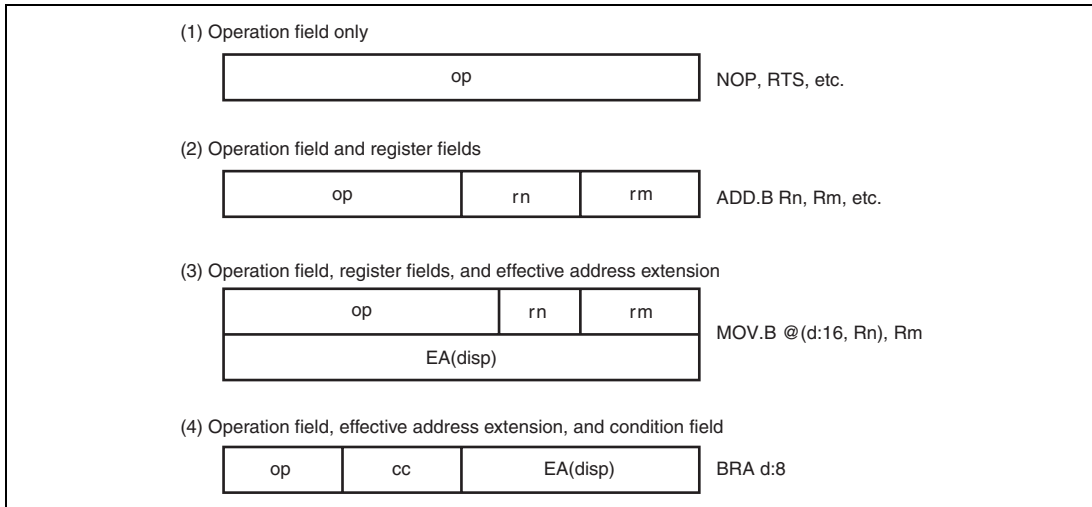 (1) Operation field only
op
NOP, RTS, etc.
(2) Operation field and register fields
op rn rm
ADD.B Rn, Rm, etc.
(3) Operation field, register fields, and effective address extension
op rn rm
EA(disp)
MOV.B @(d:16, Rn), Rm
(4) Operation field, effective address extension, and condition field
op cc EA(disp)
BRA d:8